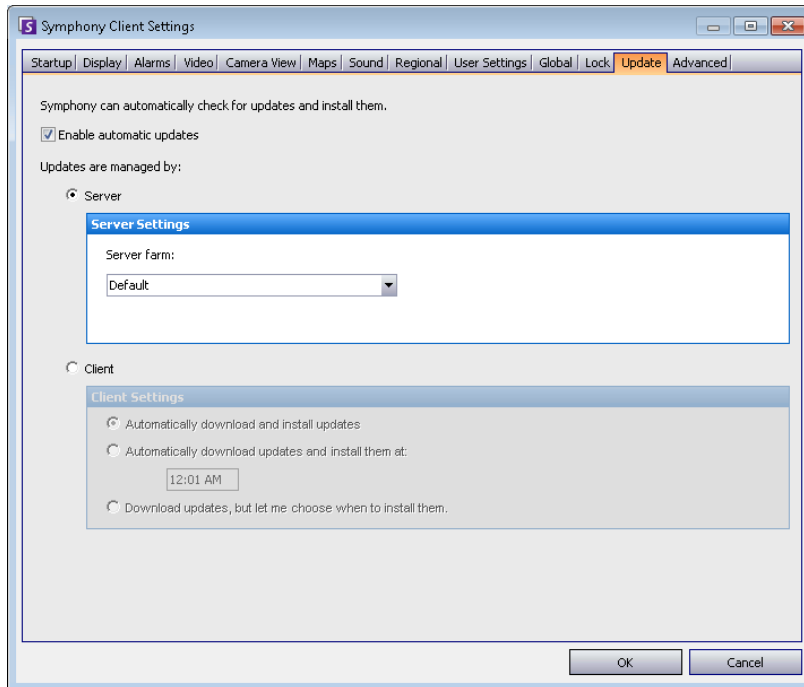 Symphony Client Settings
Startup Display Alarms Video Camera View Maps Sound Regional User Settings Global Lock Update Advanced
Symphony can automatically check for updates and install them.
Enable automatic updates
Updates are managed by:
Server
Server Settings
Server farm:
Default
Client
Client Settings
Automatically download and install updates
Automatically download updates and install them at:
12:01 AM
Download updates, but let me choose when to install them.
OK Cancel